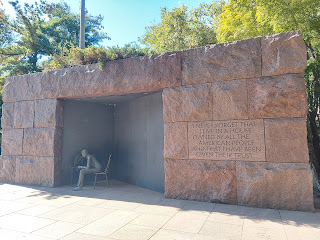 I NEVER FORGET THAT
I LIVE IN A HOUSE
OWNED BY ALL THE
AMERICAN PEOPLE
AND THAT I HAVE BEEN
GIVEN THEIR TRUST